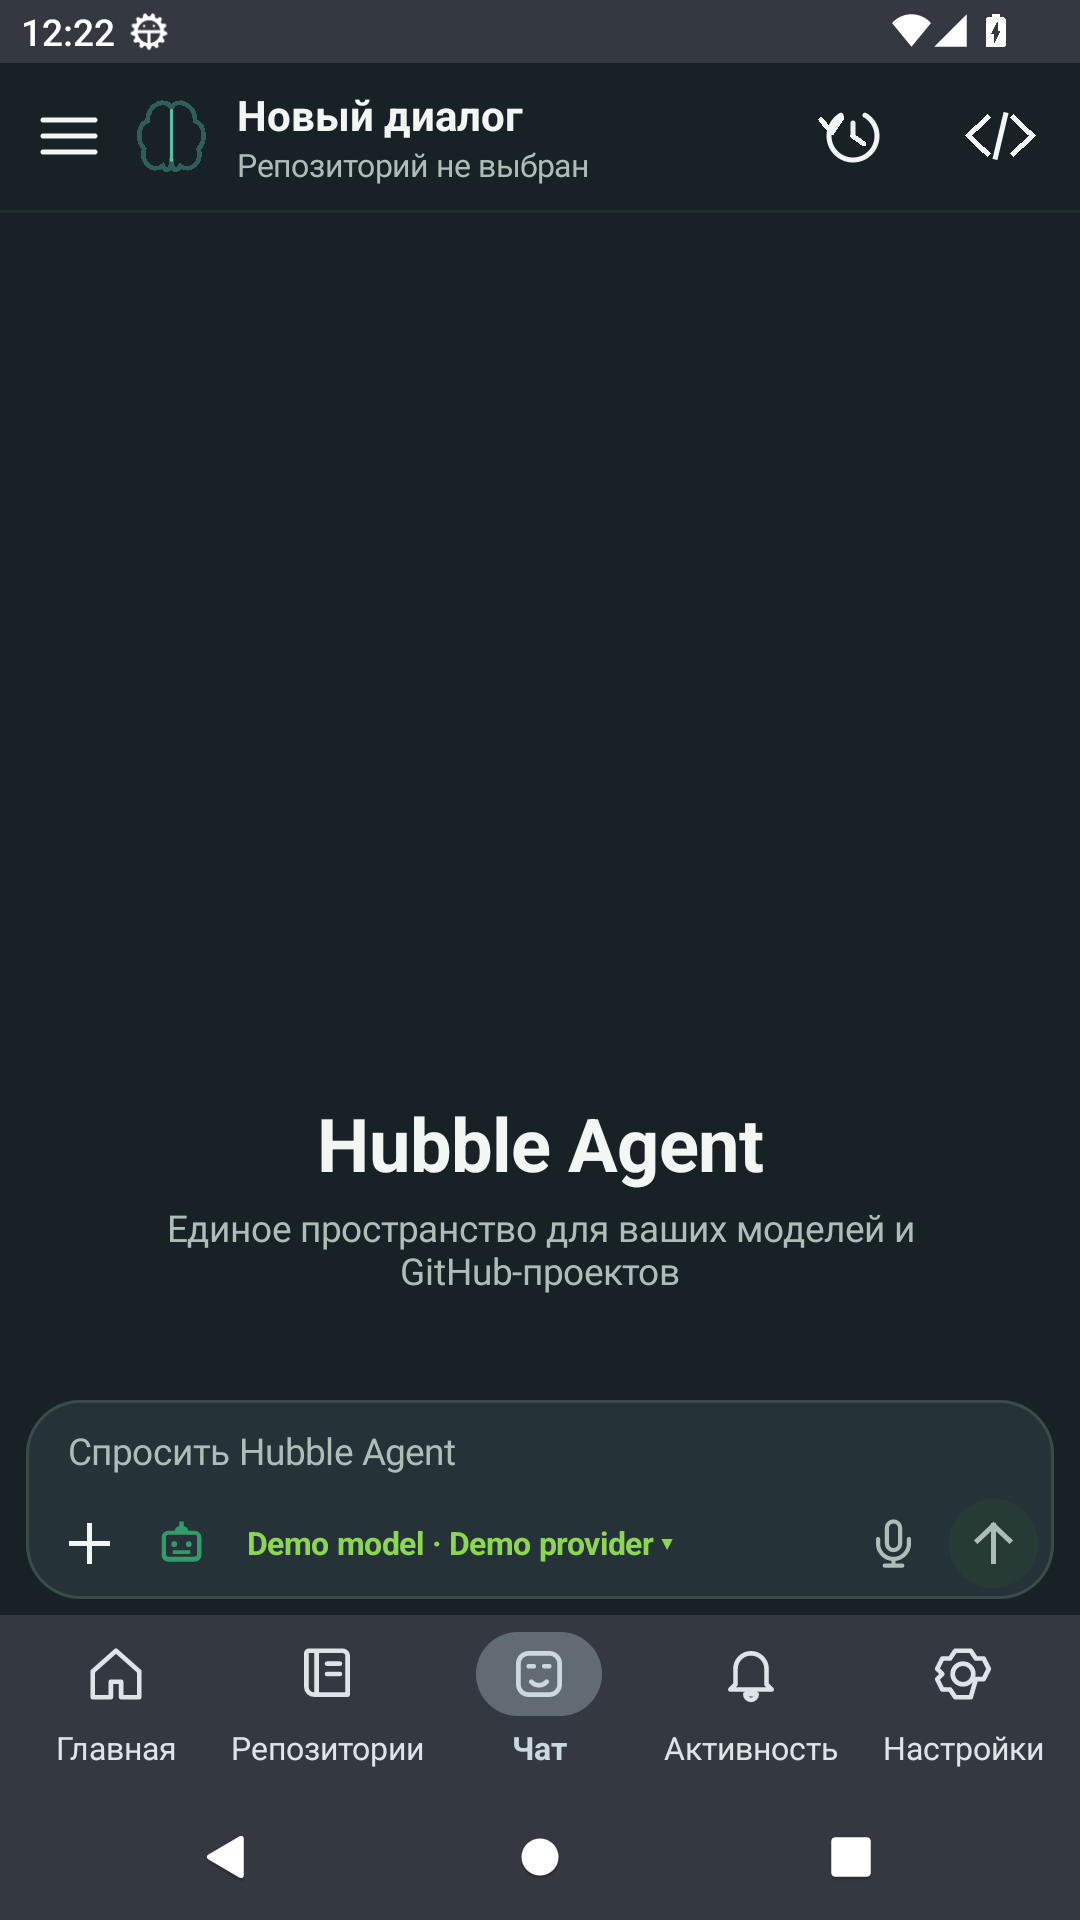 12:22
Новый диалог
Репозиторий не выбран
Hubble Agent
Единое пространство для ваших моделей и
GitHub-проектов
Спросить Hubble Agent
Demo model · Demo provider ▾
Главная
Репозитории
Чат
Активность
Настройки